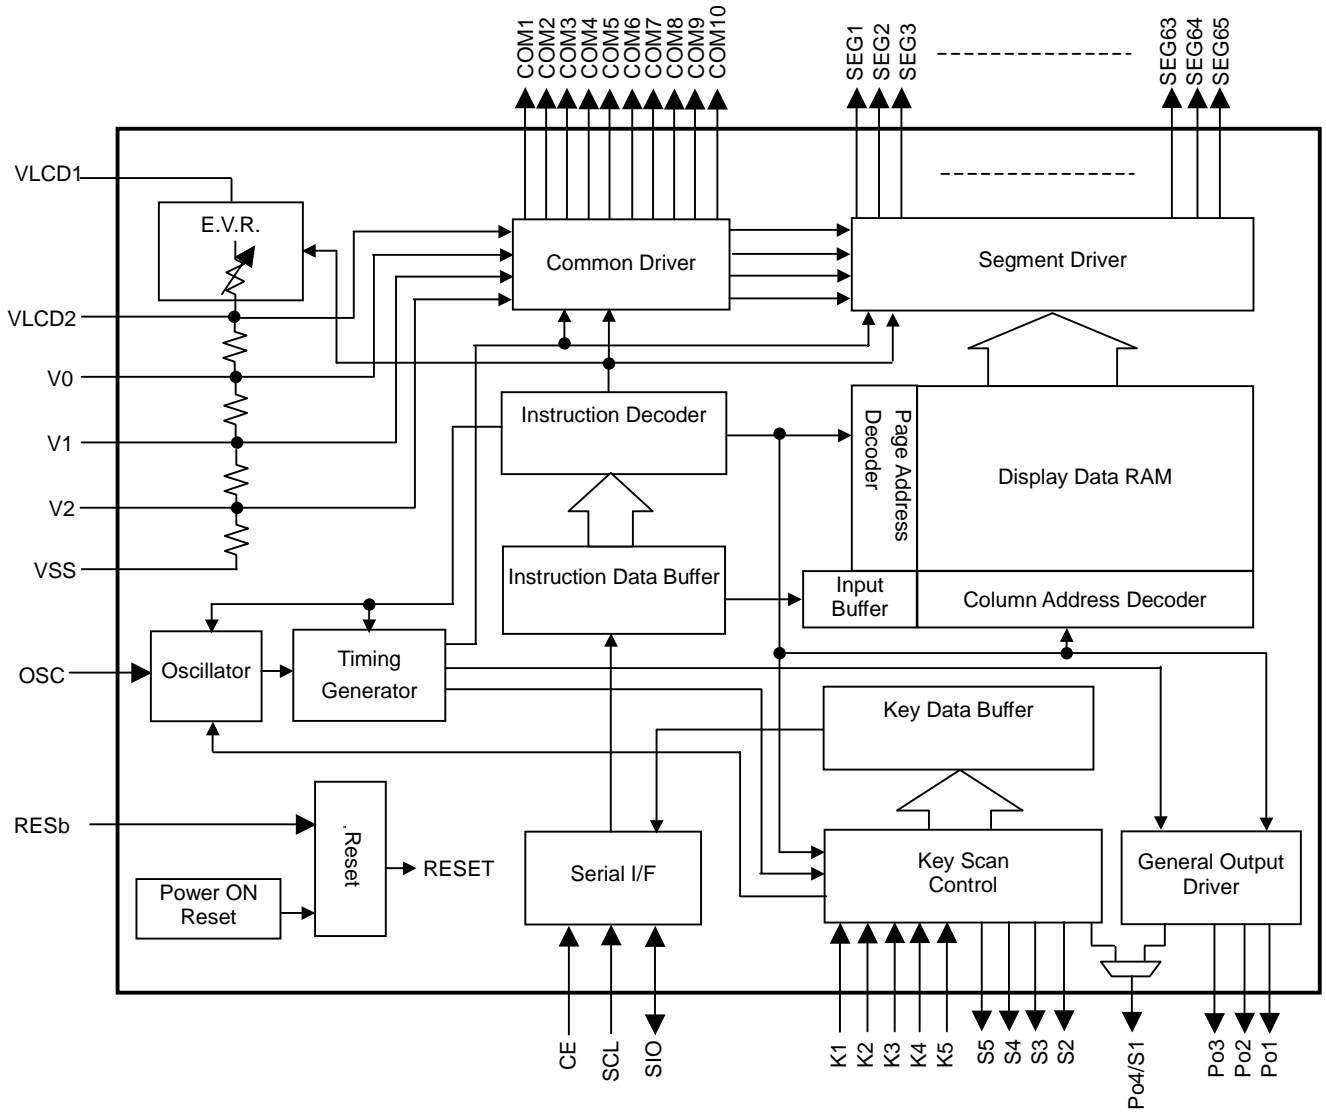 COM1
COM2
COM3
COM4
COM5
COM6
COM7
COM8
COM9
COM10
SEG1
SEG2
SEG3
SEG63
SEG64
SEG65
VLCD1
E.V.R.
Common Driver
Segment Driver
VLCD2
V0
V1
V2
VSS
Instruction Decoder
Page Address
Decoder
Display Data RAM
Instruction Data Buffer
Input
Buffer
Column Address Decoder
OSC
Oscillator
Timing
Generator
Key Data Buffer
RESb
.Reset
RESET
Power ON
Reset
Serial I/F
Key Scan
Control
General Output
Driver
CE
SCL
SIO
K1
K2
K3
K4
K5
S5
S4
S3
S2
Po4/S1
Po3
Po2
Po1